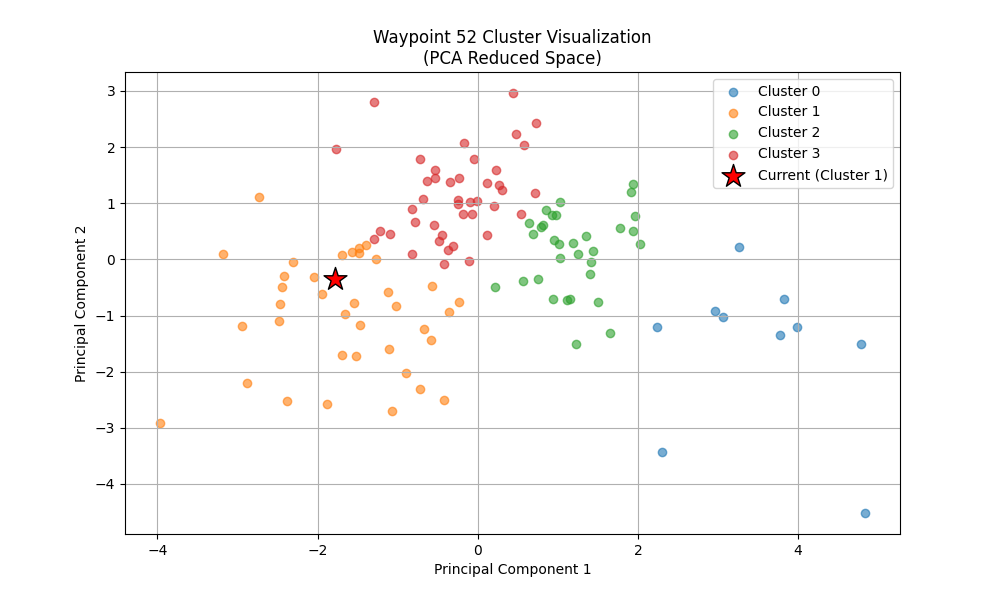 Waypoint 52 Cluster Visualization
(PCA Reduced Space)
Cluster 0
Cluster 1
Cluster 2
Cluster 3
Current (Cluster 1)
Principal Component 2
3
2
1
0
−1
−2
−3
−4
−4
−2
0
2
4
Principal Component 1